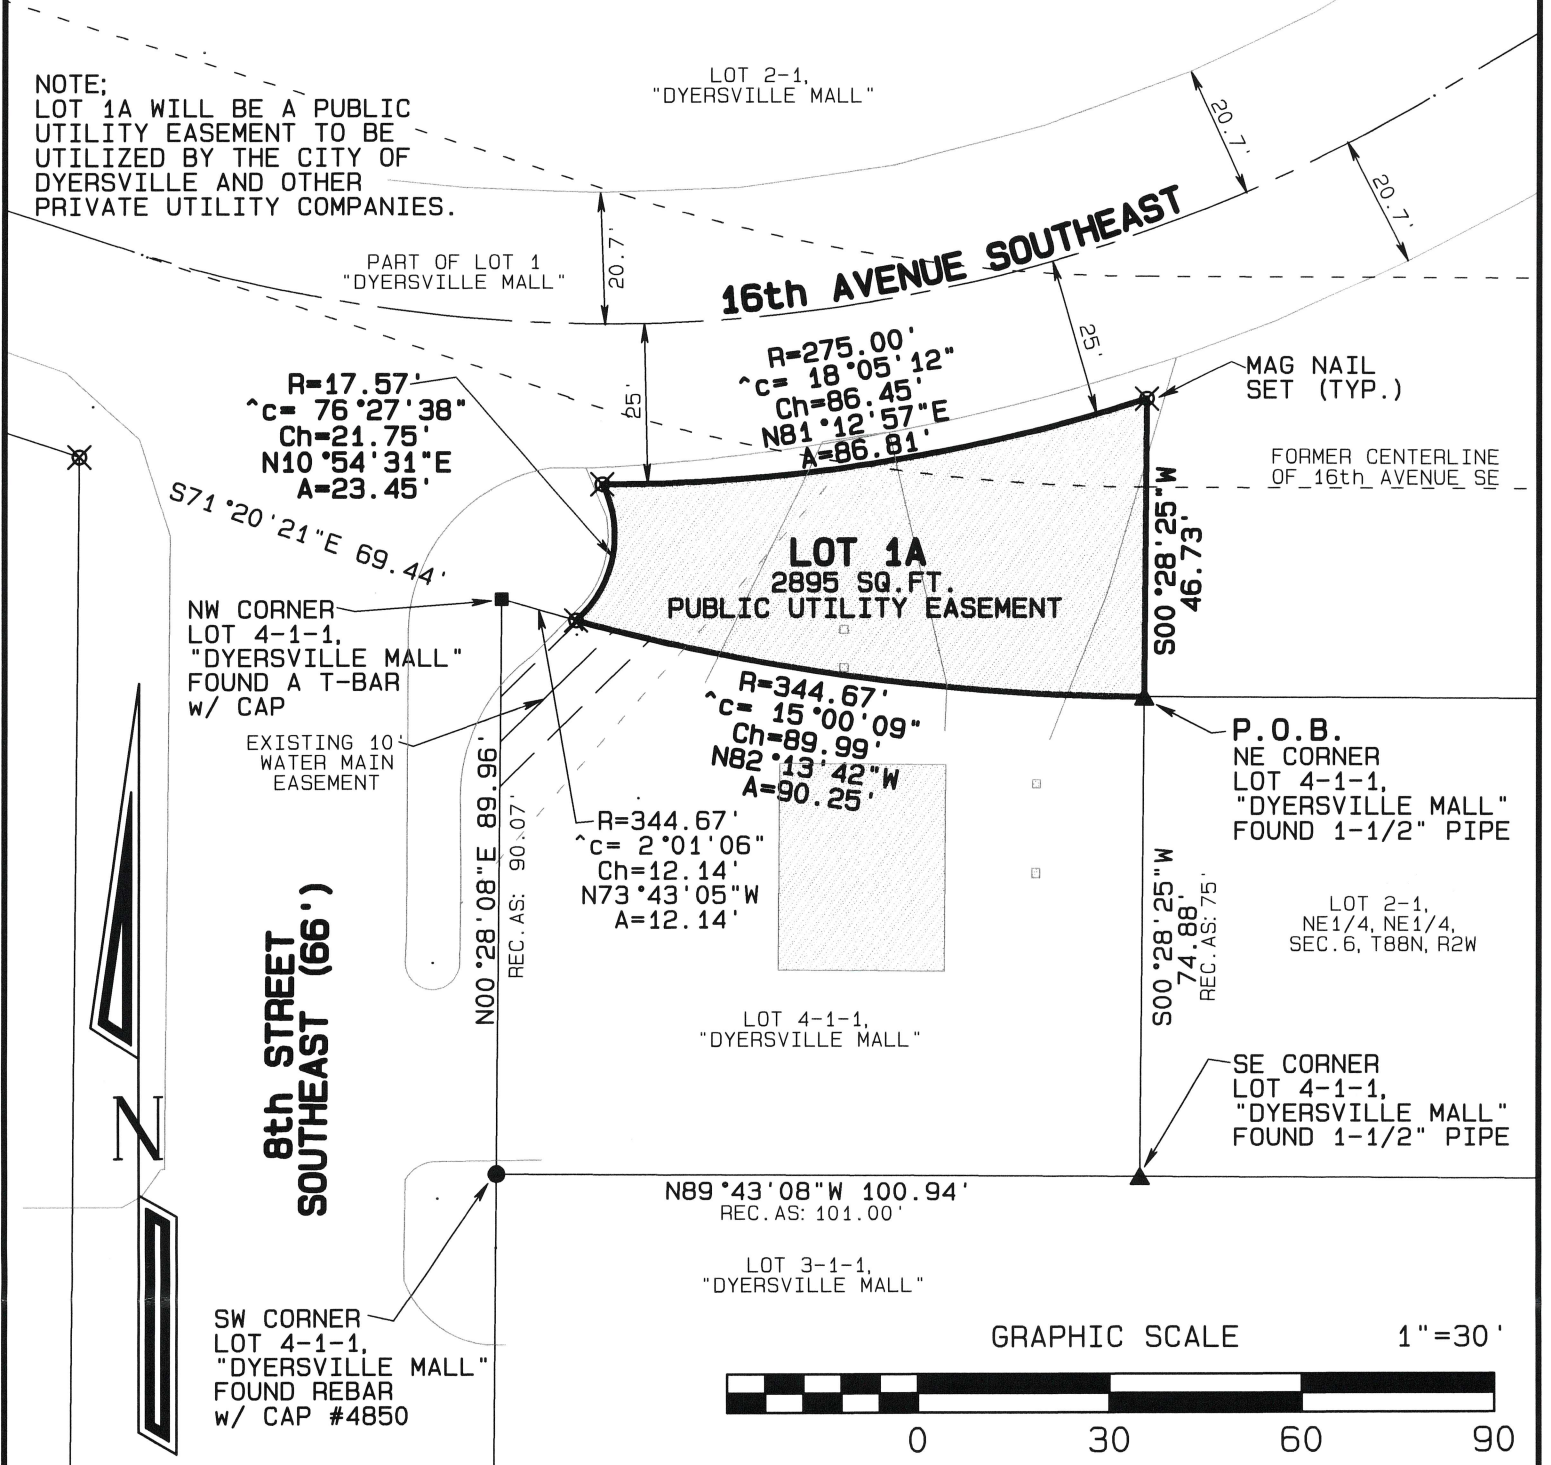 LOT 2-1,
"DYERSVILLE MALL"
NOTE;
LOT 1A WILL BE A PUBLIC
UTILITY EASEMENT TO BE
UTILIZED BY THE CITY OF
DYERSVILLE AND OTHER
PRIVATE UTILITY COMPANIES.
20.7'
20.7'
20.7'
PART OF LOT 1
"DYERSVILLE MALL"
16th AVENUE SOUTHEAST
25'
25'
R=275.00'
^c= 18°05'12"
Ch=86.45'
N81°12'57"E
A=86.81'
R=17.57'
^c= 76°27'38"
Ch=21.75'
N10°54'31"E
A=23.45'
MAG NAIL
SET (TYP.)
FORMER CENTERLINE
OF 16th AVENUE SE
S71°20'21"E 69.44'
LOT 1A
2895 SQ.FT.
PUBLIC UTILITY EASEMENT
S00°28'25"W
46.73'
NW CORNER
LOT 4-1-1,
"DYERSVILLE MALL"
FOUND A T-BAR
w/ CAP
EXISTING 10'
WATER MAIN
EASEMENT
R=344.67'
^c= 15°00'09"
Ch=89.99'
N82°13'42"W
A=90.25'
P.O.B.
NE CORNER
LOT 4-1-1,
"DYERSVILLE MALL"
FOUND 1-1/2" PIPE
R=344.67'
^c= 2°01'06"
Ch=12.14'
N73°43'05"W
A=12.14'
N00°28'08"E 89.96'
REC. AS: 90.07'
S00°28'25"W
74.88'
REC. AS: 75'
LOT 2-1,
NE1/4, NE1/4,
SEC.6, T88N, R2W
8th STREET
SOUTHEAST (66')
LOT 4-1-1,
"DYERSVILLE MALL"
N
SE CORNER
LOT 4-1-1,
"DYERSVILLE MALL"
FOUND 1-1/2" PIPE
N89°43'08"W 100.94'
REC. AS: 101.00'
LOT 3-1-1,
"DYERSVILLE MALL"
SW CORNER
LOT 4-1-1,
"DYERSVILLE MALL"
FOUND REBAR
w/ CAP #4850
GRAPHIC SCALE 1"=30'
0 30 60 90